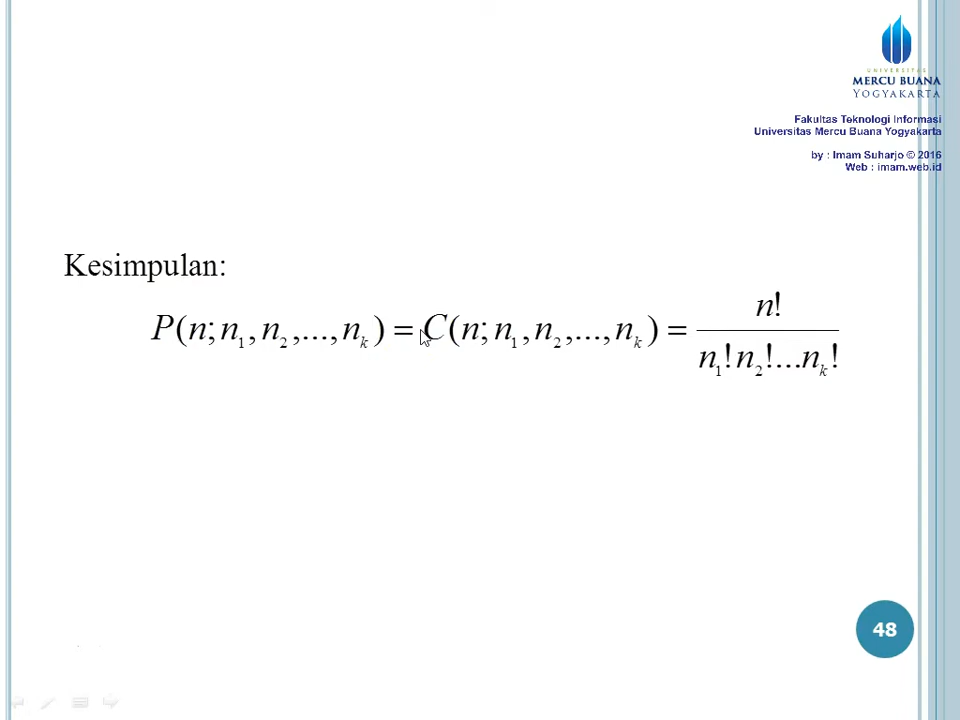 UNIVERSITAS
MERCU BUANA
YOGYAKARTA
Fakultas Teknologi Informasi
Universitas Mercu Buana Yogyakarta
by : Imam Suharjo © 2016
Web : imam.web.id
Kesimpulan:
P(n; n₁, n₂,..., nₖ) = C(n; n₁, n₂,..., nₖ) = n! / n₁!n₂!...nₖ!
48